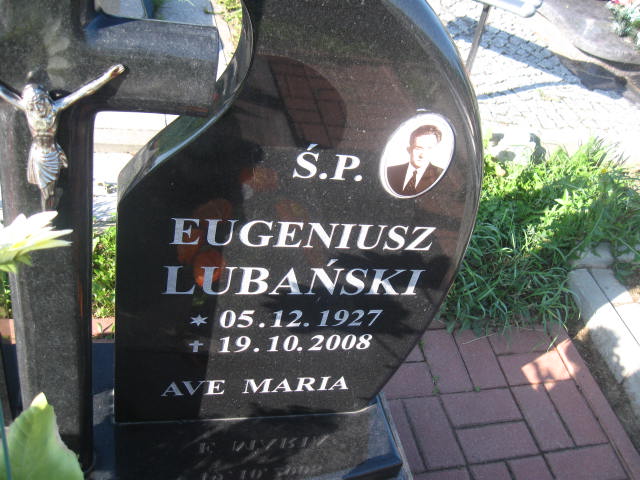 Ś.P.
EUGENIUSZ
LUBAŃSKI
✶ 05.12.1927
✝ 19.10.2008
AVE MARIA